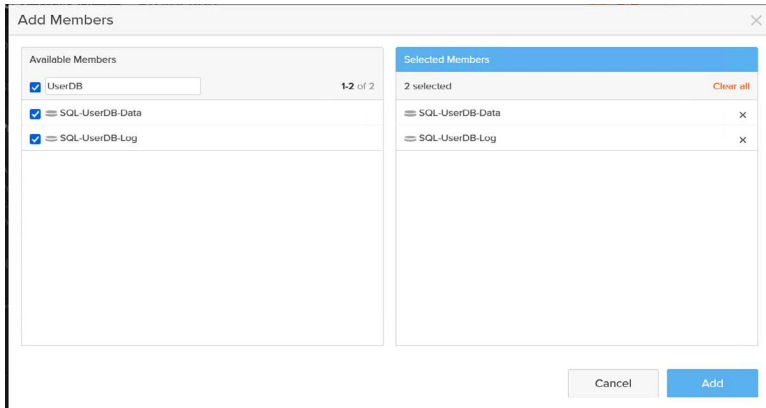 Add Members
Available Members
UserDB 1-2 of 2
SQL-UserDB-Data
SQL-UserDB-Log
Selected Members
2 selected Clear all
SQL-UserDB-Data
SQL-UserDB-Log
Cancel Add